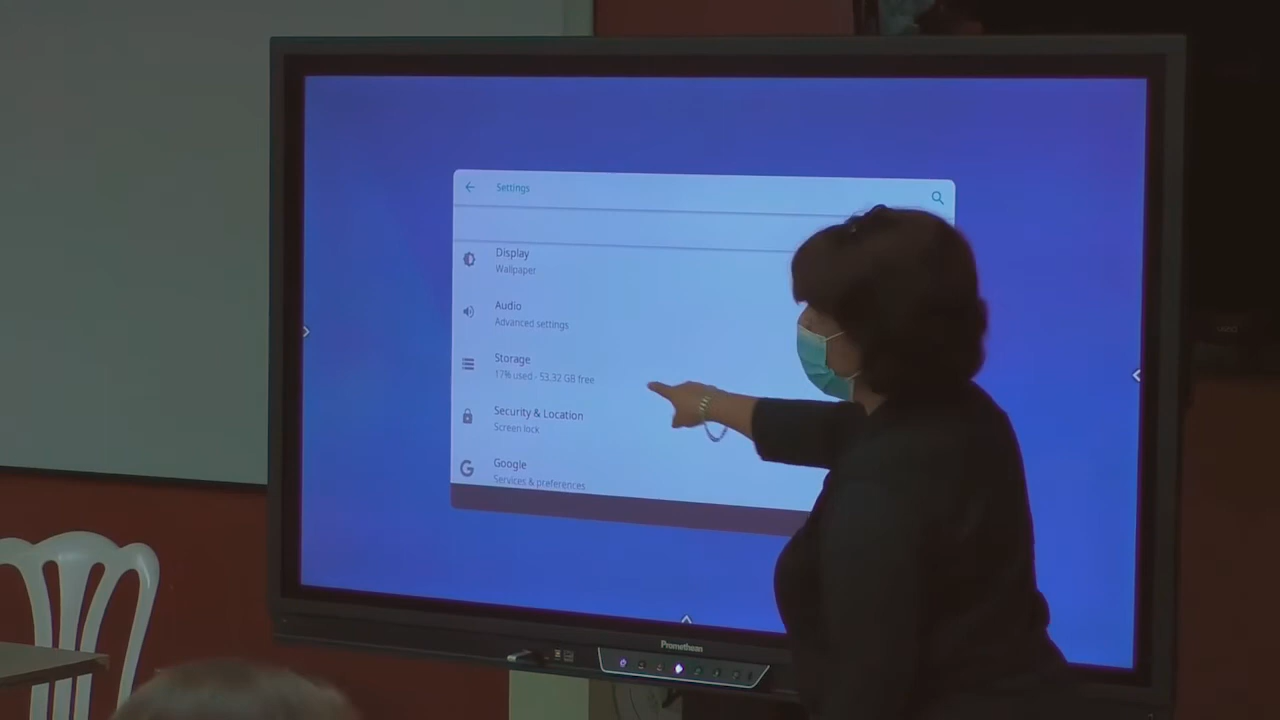 Settings
Display
Wallpaper
Audio
Advanced settings
Storage
17% used - 53.32 GB free
Security & Location
Screen lock
Google
Services & preferences
Promethean